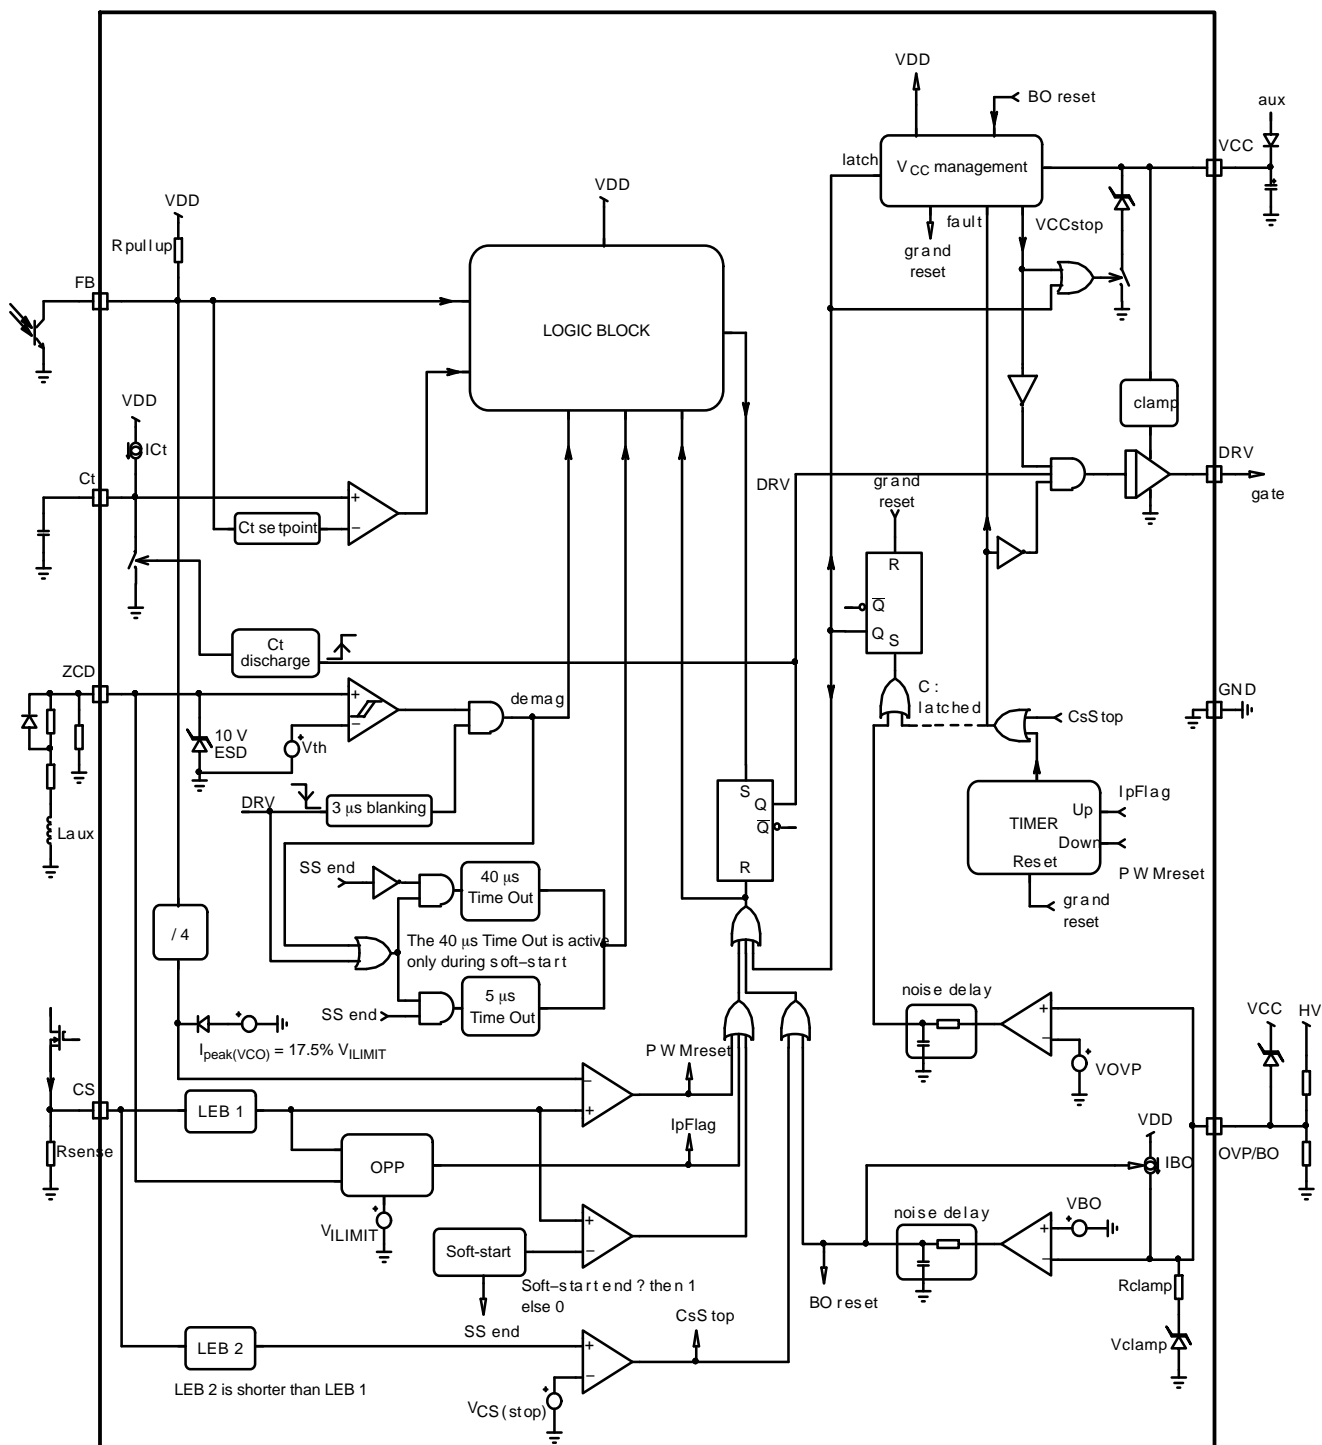 VDD
BO reset
aux
VCC
latch
VCC management
VDD
VDD
fault
VCCstop
Rpullup
grand
reset
FB
LOGIC BLOCK
VDD
clamp
ICt
DRV
Ct
DRV
grand
reset
gate
+
Ct setpoint
−
R
Q
Ct
discharge
Q
S
ZCD
demag
C:
latched
GND
+
CsStop
10 V
ESD
−
Vth
IpFlag
S
DRV
3 μs blanking
Q
Up
Q
TIMER
Laux
Down
SS end
40 μs
Time Out
R
Reset
PWMreset
grand
reset
/ 4
The 40 μs Time Out is active
only during soft−start
5 μs
Time Out
noise delay
SS end
VCC
HV
+
Ipeak(VCO) = 17.5% VILIMIT
PWMreset
−
VOVP
−
CS
LEB 1
+
VDD
IpFlag
Rsense
OPP
IBO
OVP/BO
VBO
noise delay
+
VILIMIT
+
Soft-start
−
−
Rclamp
Soft−start end ? then 1
else 0
BO reset
SS end
CsStop
LEB 2
+
Vclamp
−
LEB 2 is shorter than LEB 1
VCS(stop)